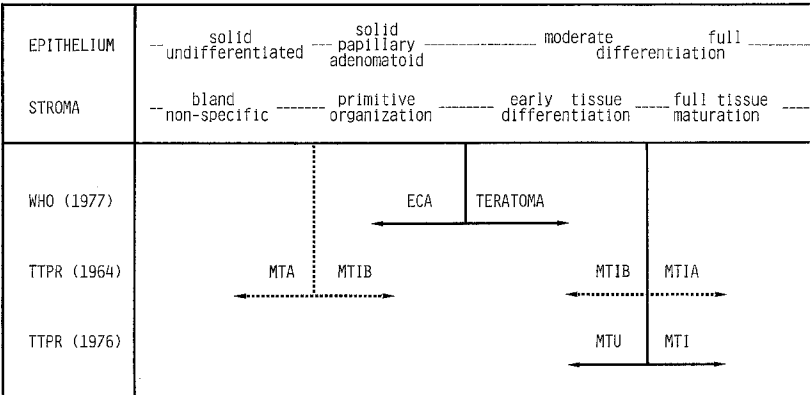 EPITHELIUM
solid undifferentiated
solid papillary adenomatoid
moderate full
differentiation
STROMA
bland non-specific
primitive organization
early tissue differentiation
full tissue maturation
WHO (1977)
ECA TERATOMA
TTPR (1964)
MTA MTIB MTIB MTIA
TTPR (1976)
MTU MTI